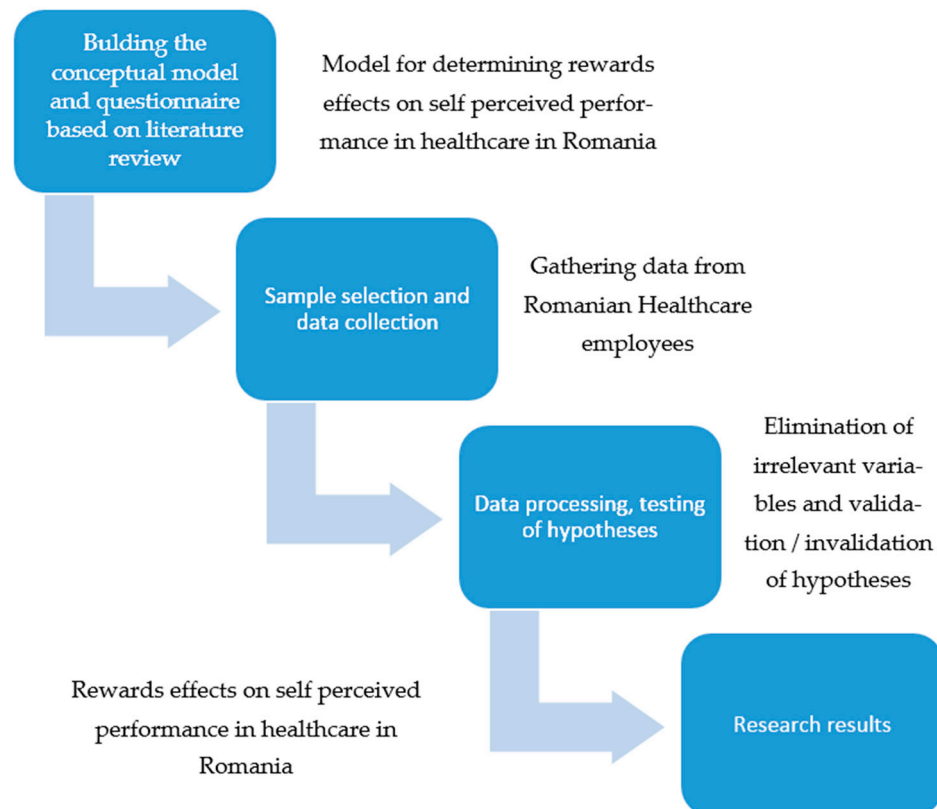 Bulding the
conceptual model
and questionnaire
based on literature
review
Model for determining rewards
effects on self perceived perfor-
mance in healthcare in Romania
Sample selection and
data collection
Gathering data from
Romanian Healthcare
employees
Data processing, testing
of hypotheses
Elimination of
irrelevant varia-
bles and valida-
tion / invalidation
of hypotheses
Research results
Rewards effects on self perceived
performance in healthcare in
Romania